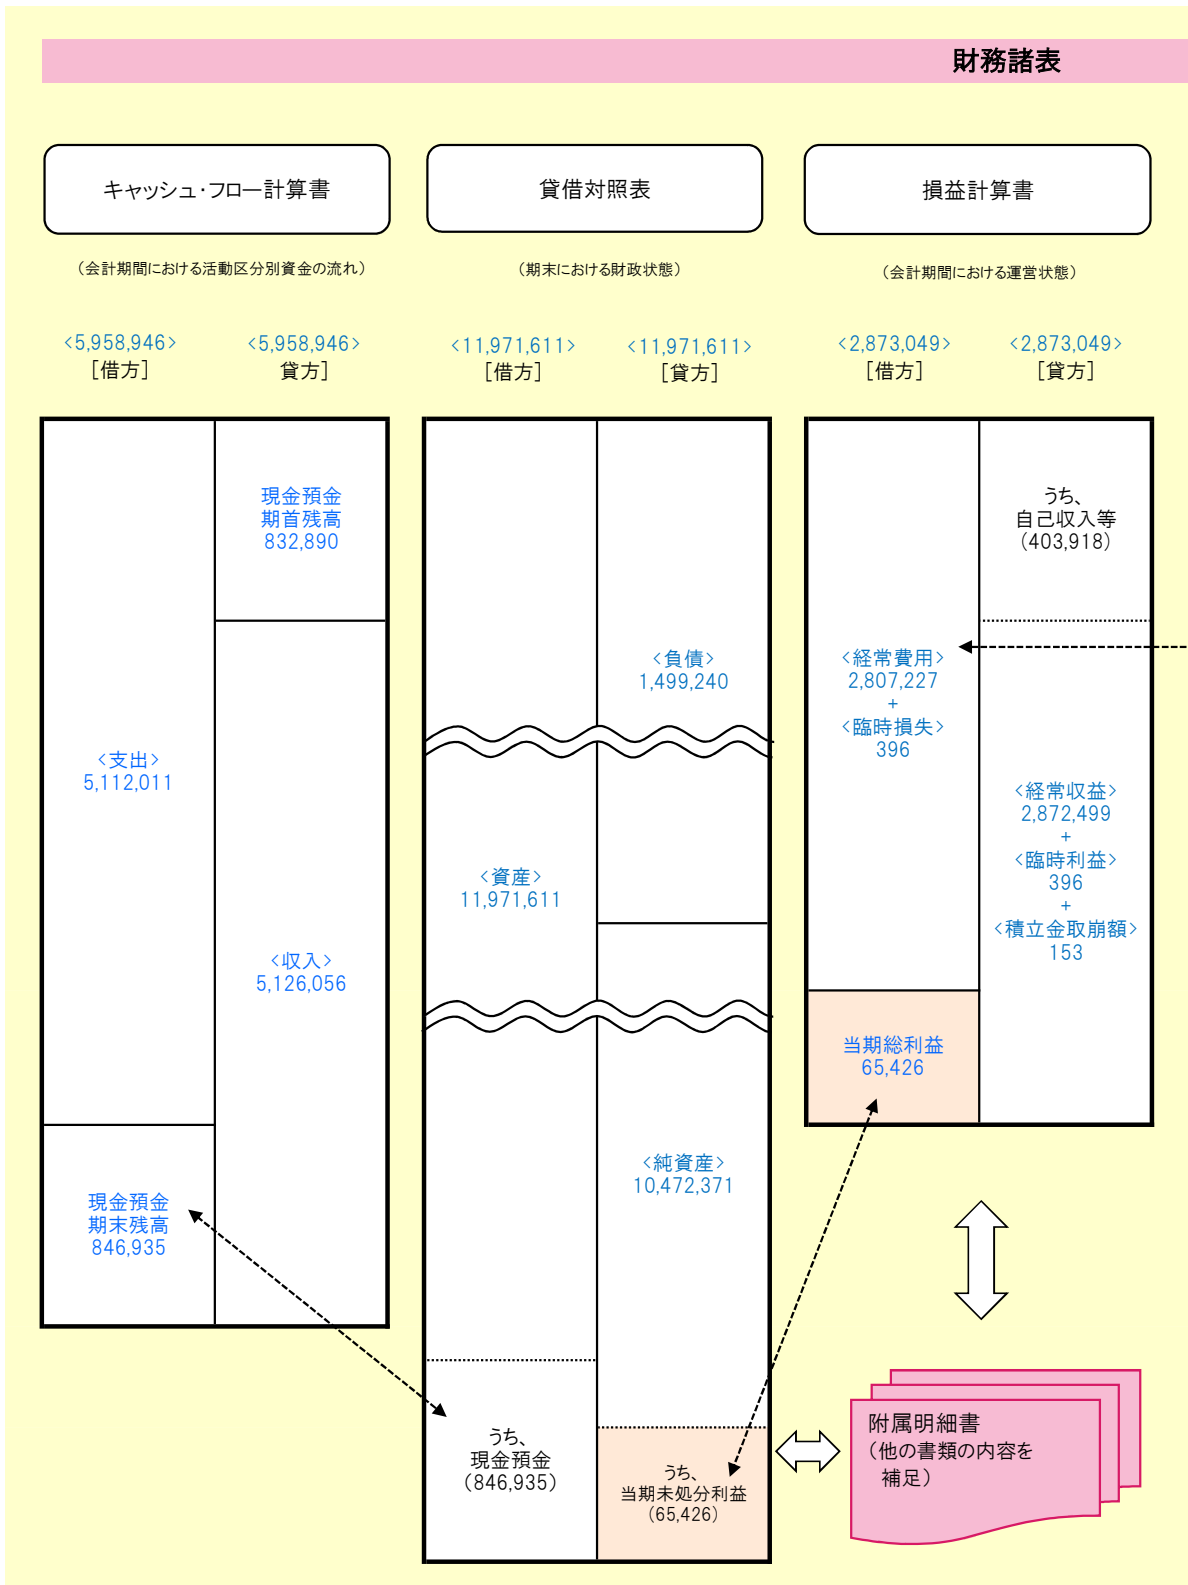 財務諸表
キャッシュ・フロー計算書
（会計期間における活動区分別資金の流れ）
<5,958,946>
[借方]
<5,958,946>
貸方]
支出
現金預金
期首残高
832,890
<支出>
5,112,011
<収入>
5,126,056
現金預金
期末残高
846,935
貸借対照表
（期末における財政状態）
<11,971,611>
[借方]
<11,971,611>
[貸方]
<負債>
1,499,240
<資産>
11,971,611
<純資産>
10,472,371
うち、
現金預金
(846,935)
うち、
当期未処分利益
(65,426)
損益計算書
（会計期間における運営状態）
<2,873,049>
[借方]
<2,873,049>
[貸方]
うち、
自己収入等
(403,918)
<経常費用>
2,807,227
+
<臨時損失>
396
<経常収益>
2,872,499
+
<臨時利益>
396
+
<積立金取崩額>
153
当期総利益
65,426
附属明細書
（他の書類の内容を
補足）